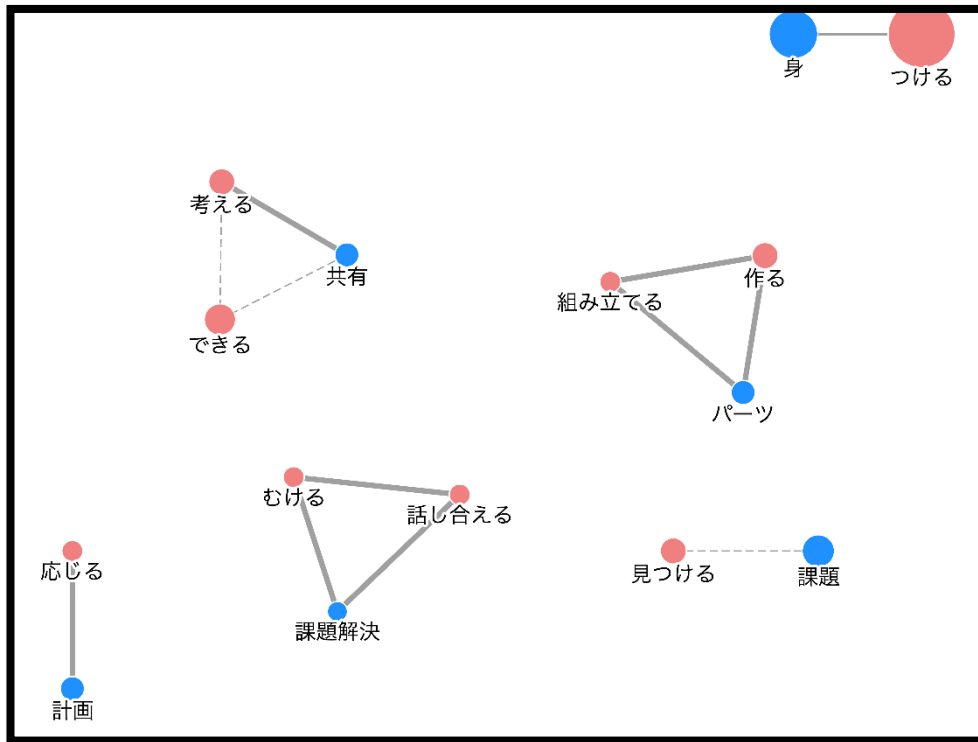 身
つける
考える
共有
できる
組み立てる
作る
パーツ
むける
話し合える
課題解決
見つける
課題
応じる
計画